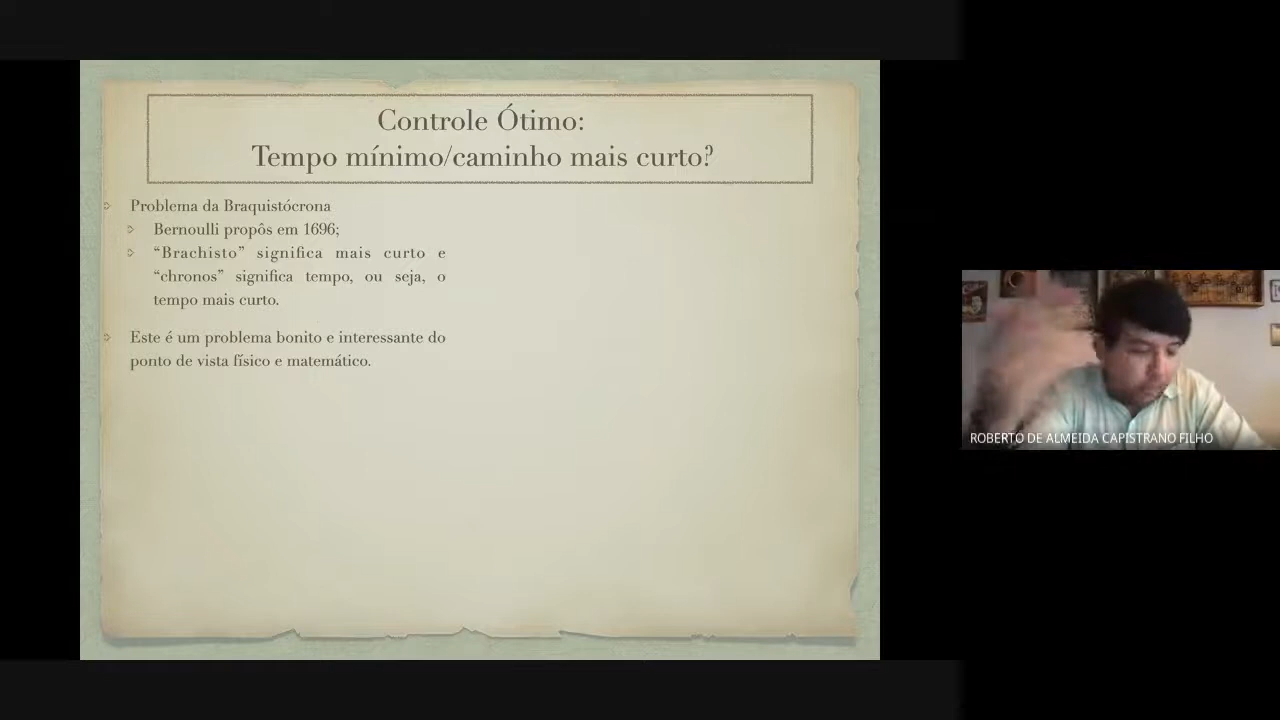 Controle Ótimo:
Tempo mínimo/caminho mais curto?
Problema da Braquistócrona
Bernoulli propôs em 1696;
“Brachisto” significa mais curto e
“chronos” significa tempo, ou seja, o
tempo mais curto.
Este é um problema bonito e interessante do
ponto de vista físico e matemático.
ROBERTO DE ALMEIDA CAPISTRANO FILHO